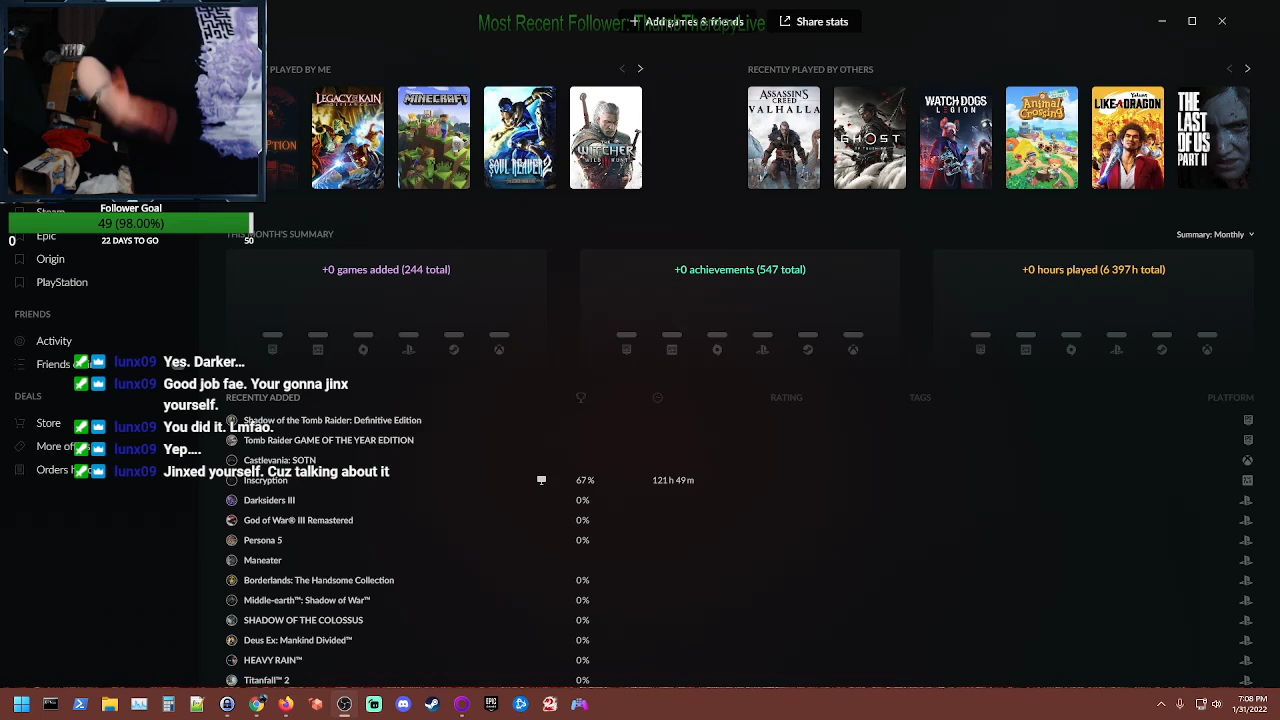 Most Recent Follower: ThumbTherapyLive
Add games & friends
Share stats
PLAYED BY ME
RECENTLY PLAYED BY OTHERS
LEGACY OF KAIN
DEFIANCE
MINECRAFT
SOUL REAVER 2
THE WITCHER
WILD HUNT
ASSASSIN'S CREED
VALHALLA
GHOST
OF TSUSHIMA
WATCH DOGS
LEGION
Animal Crossing
Yakuza
LIKE A DRAGON
THE LAST OF US PART II
Steam
Follower Goal
49 (98.00%)
0
22 DAYS TO GO
50
Epic
Origin
PlayStation
THIS MONTH'S SUMMARY
Summary: Monthly
+0 games added (244 total)
+0 achievements (547 total)
+0 hours played (6 397 h total)
FRIENDS
Activity
Friends
DEALS
Store
More of
Orders
lunx09 Yes. Darker...
lunx09 Good job fae. Your gonna jinx
yourself.
lunx09 You did it. Lmfao.
lunx09 Yep....
lunx09 Jinxed yourself. Cuz talking about it
RECENTLY ADDED
RATING
TAGS
PLATFORM
Shadow of the Tomb Raider: Definitive Edition
Tomb Raider GAME OF THE YEAR EDITION
Castlevania: SOTN
Inscryption 67 % 121 h 49 m
Darksiders III 0%
God of War® III Remastered 0%
Persona 5 0%
Maneater
Borderlands: The Handsome Collection 0%
Middle-earth™: Shadow of War™ 0%
SHADOW OF THE COLOSSUS 0%
Deus Ex: Mankind Divided™ 0%
HEAVY RAIN™ 0%
Titanfall™ 2 0%
7:08 PM
1/31/2022